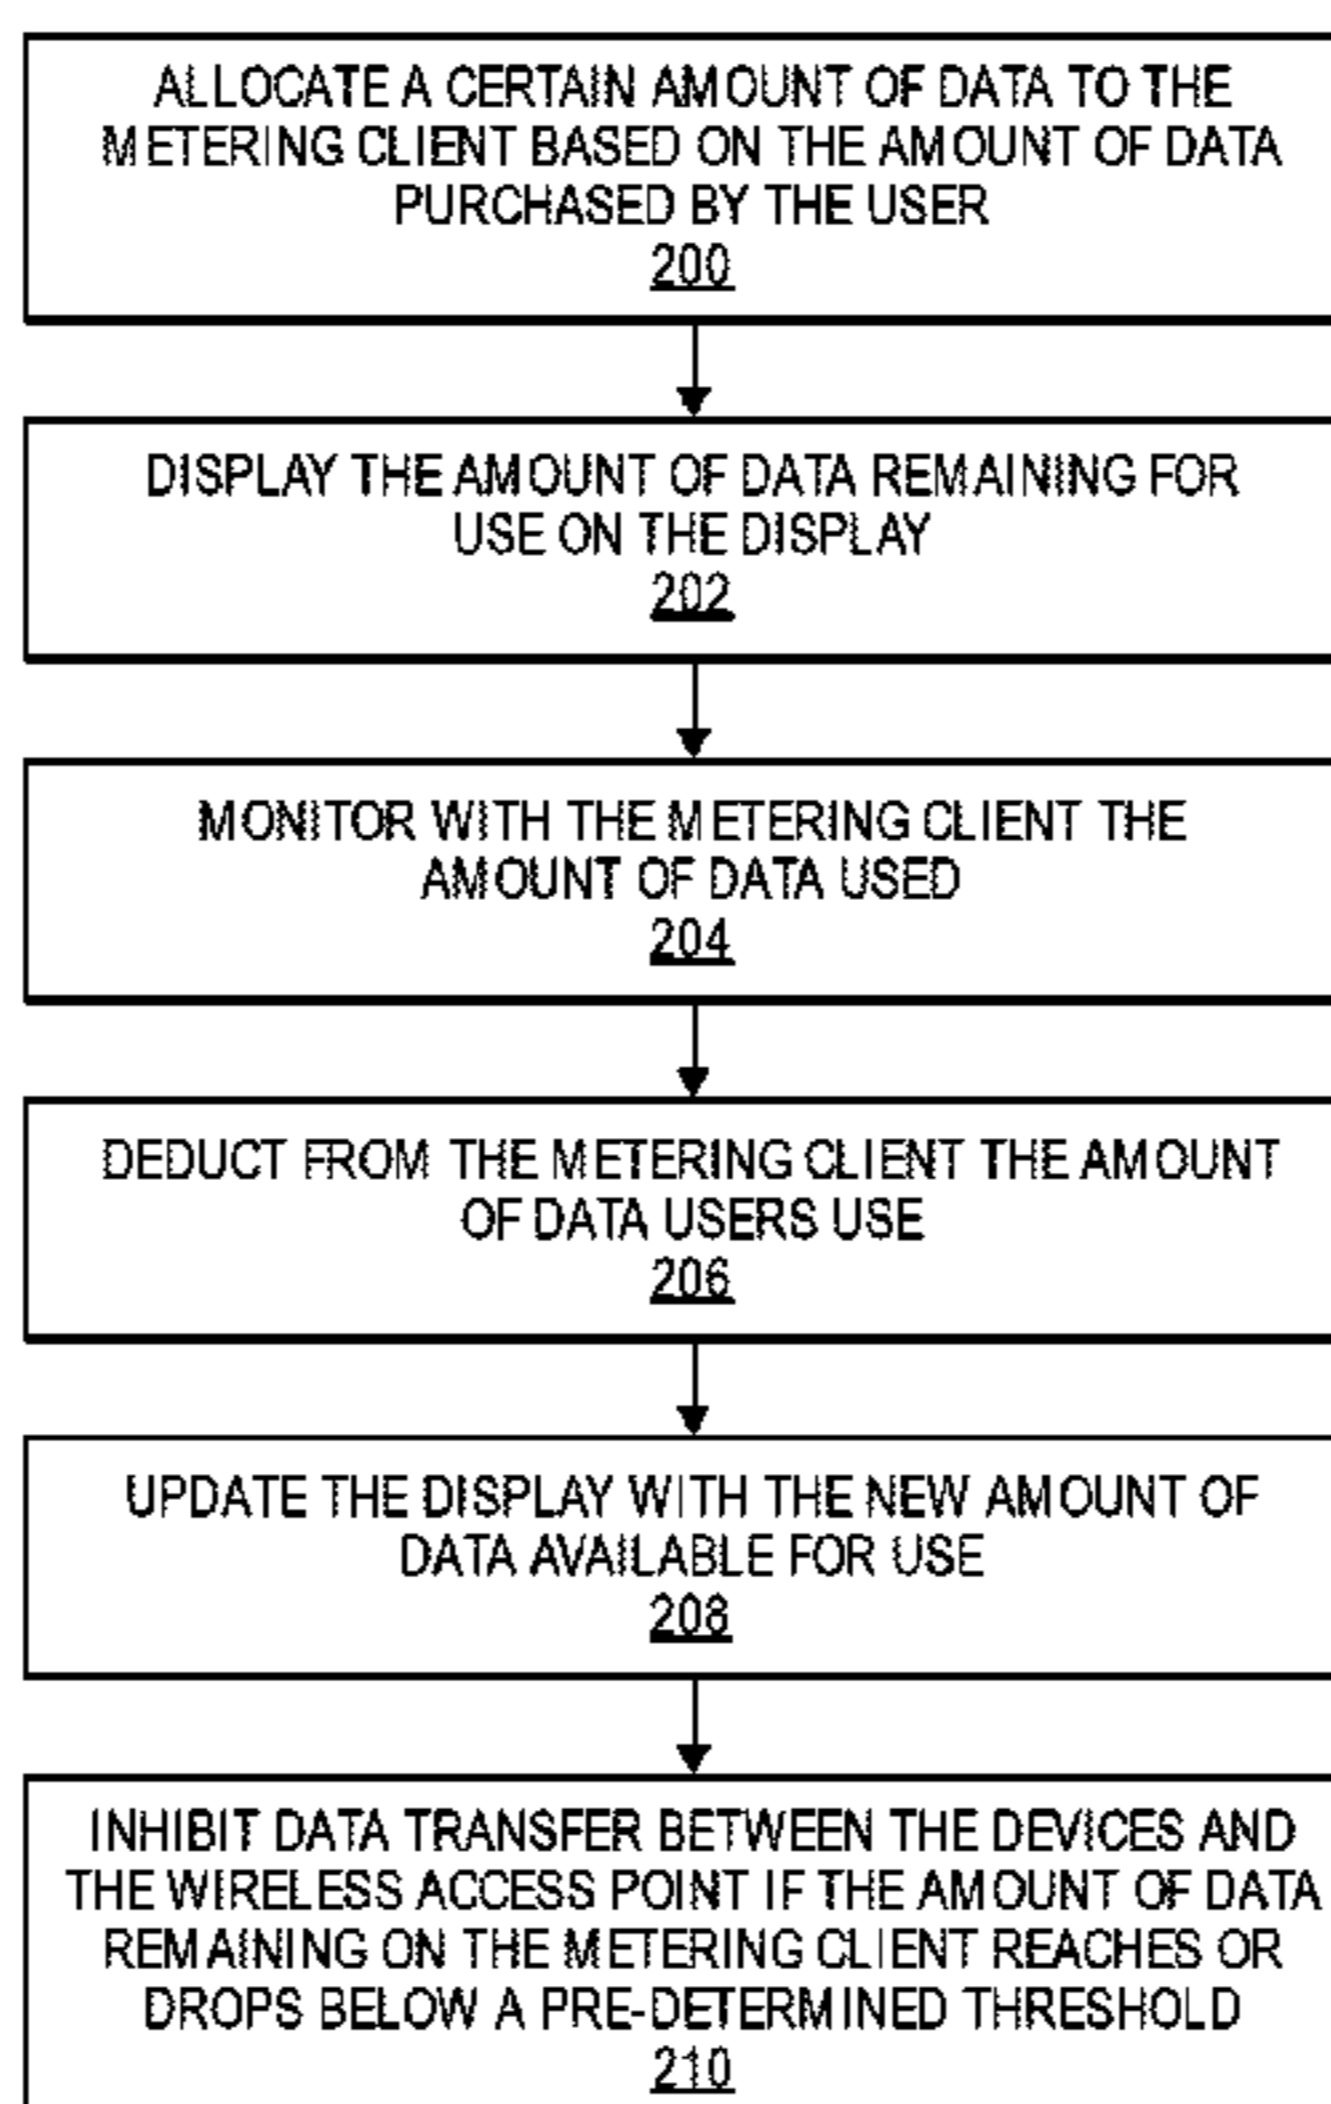 ALLOCATE A CERTAIN AMOUNT OF DATA TO THE
METERING CLIENT BASED ON THE AMOUNT OF DATA
PURCHASED BY THE USER
200
DISPLAY THE AMOUNT OF DATA REMAINING FOR
USE ON THE DISPLAY
202
MONITOR WITH THE METERING CLIENT THE
AMOUNT OF DATA USED
204
DEDUCT FROM THE METERING CLIENT THE AMOUNT
OF DATA USERS USE
206
UPDATE THE DISPLAY WITH THE NEW AMOUNT OF
DATA AVAILABLE FOR USE
208
INHIBIT DATA TRANSFER BETWEEN THE DEVICES AND
THE WIRELESS ACCESS POINT IF THE AMOUNT OF DATA
REMAINING ON THE METERING CLIENT REACHES OR
DROPS BELOW A PRE-DETERMINED THRESHOLD
210